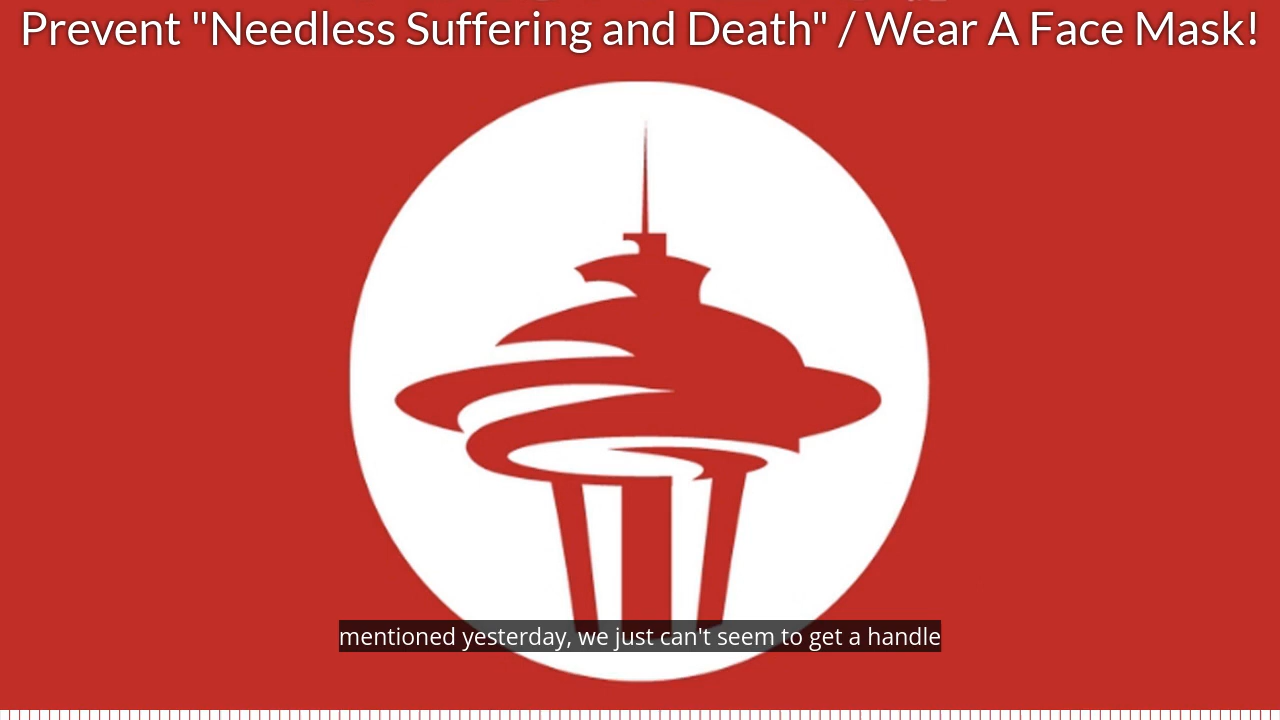 Prevent "Needless Suffering and Death" / Wear A Face Mask!
mentioned yesterday, we just can't seem to get a handle